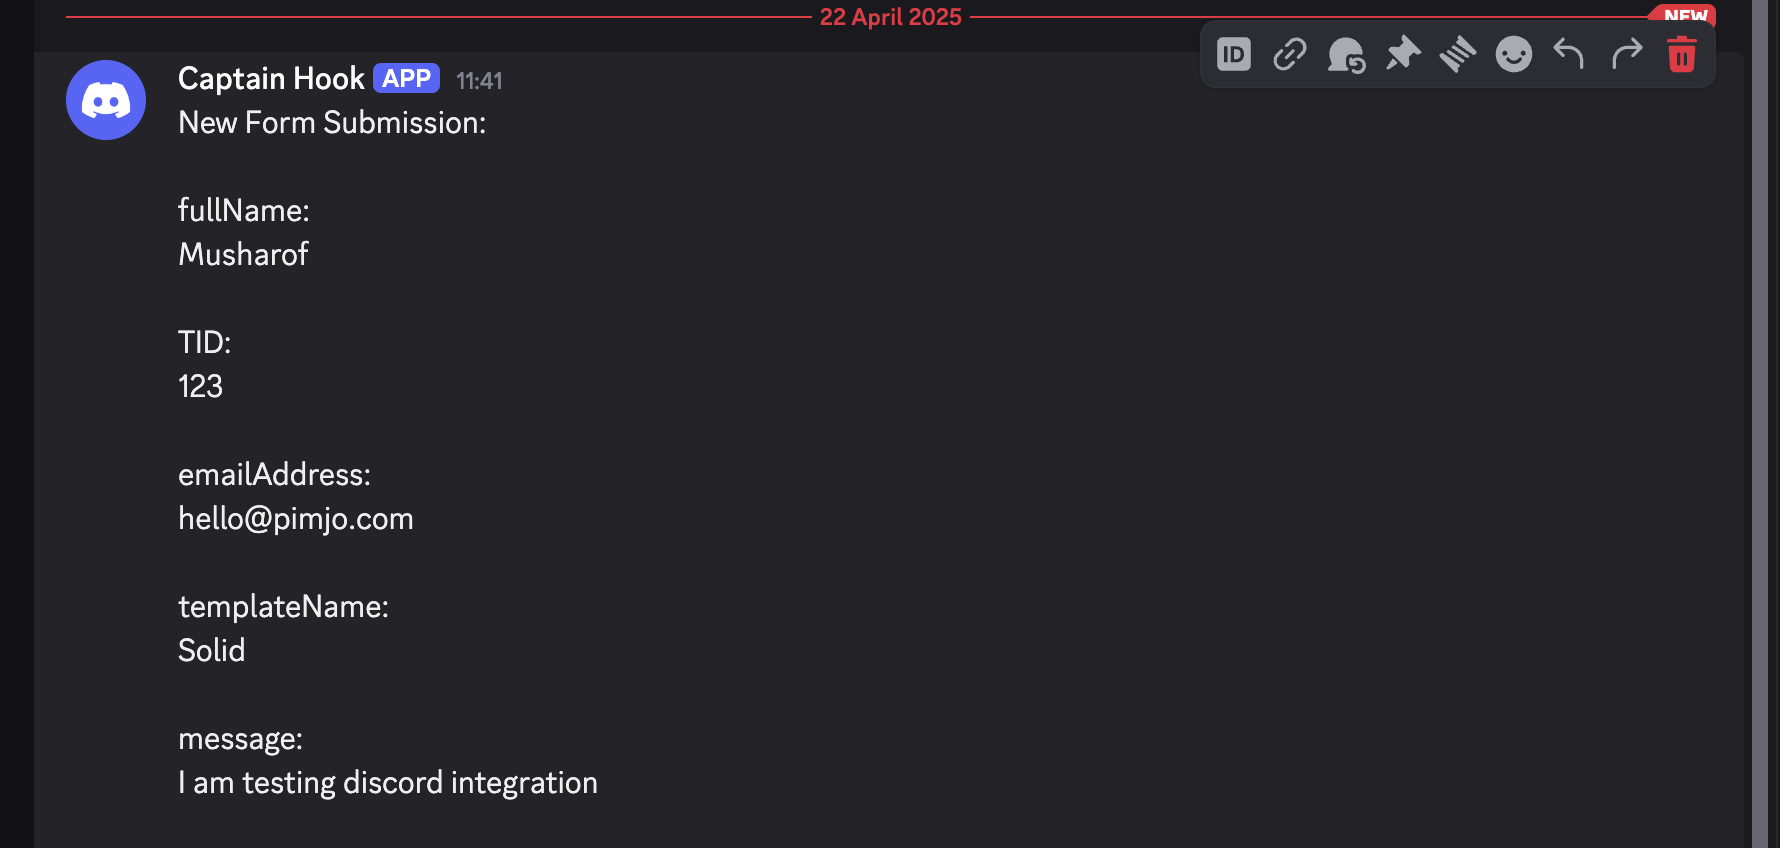 22 April 2025
NEW
ID
Captain Hook APP 11:41
New Form Submission:
fullName:
Musharof
TID:
123
emailAddress:
hello@pimjo.com
templateName:
Solid
message:
I am testing discord integration